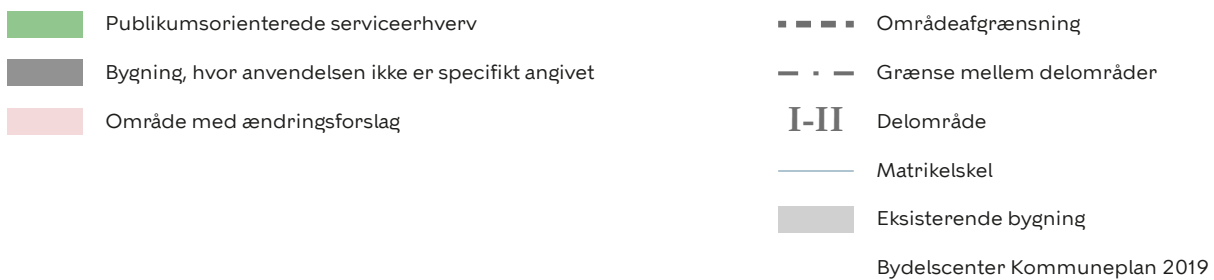 Publikumsorienterede serviceerhverv
Bygning, hvor anvendelsen ikke er specifikt angivet
Område med ændringsforslag
Områdeafgrænsning
Grænse mellem delområder
I-II Delområde
Matrikelskel
Eksisterende bygning
Bydelscenter Kommuneplan 2019